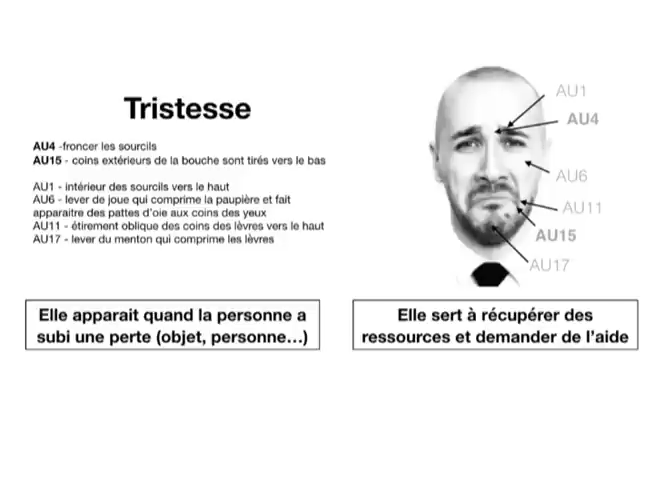 Tristesse
AU4 -froncer les sourcils
AU15 - coins extérieurs de la bouche sont tirés vers le bas
AU1 - intérieur des sourcils vers le haut
AU6 - lever de joue qui comprime la paupière et fait
apparaitre des pattes d'oie aux coins des yeux
AU11 - étirement oblique des coins des lèvres vers le haut
AU17 - lever du menton qui comprime les lèvres
AU1
AU4
AU6
AU11
AU15
AU17
Elle apparait quand la personne a
subi une perte (objet, personne…)
Elle sert à récupérer des
ressources et demander de l'aide